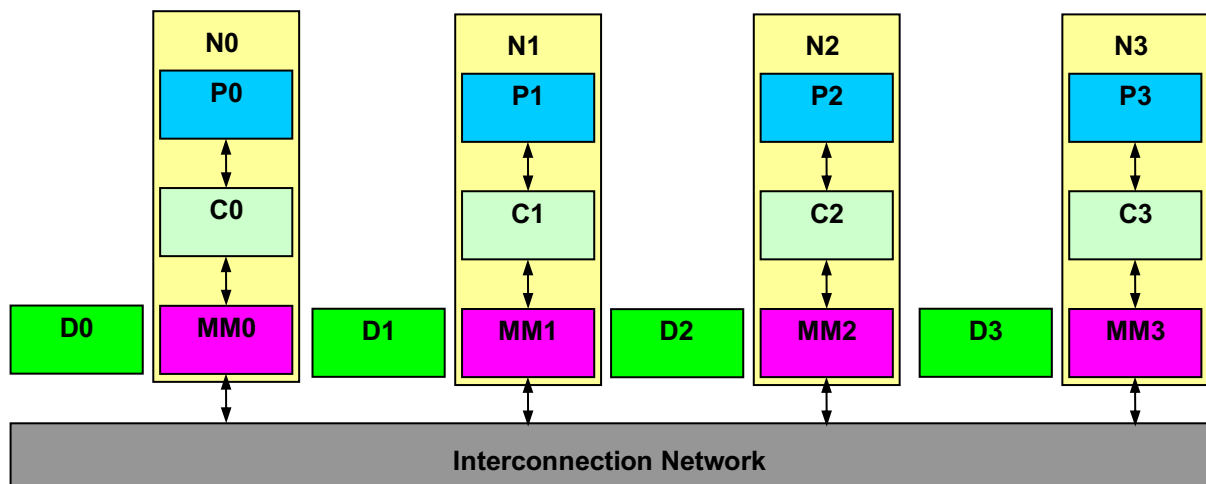 N0 N1 N2 N3
P0 P1 P2 P3
C0 C1 C2 C3
D0 MM0 D1 MM1 D2 MM2 D3 MM3
Interconnection Network